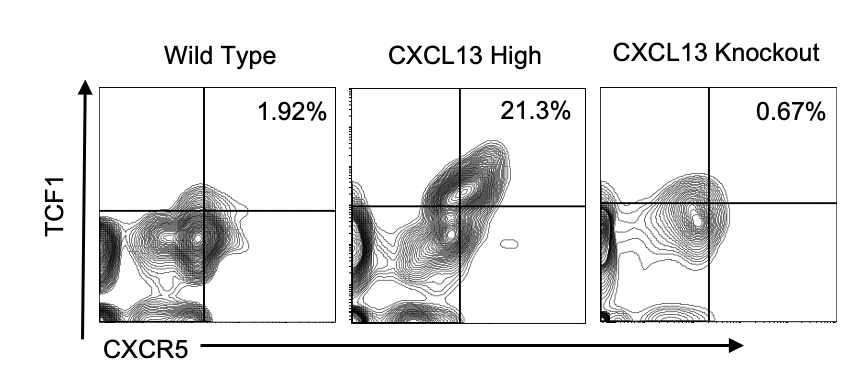 Wild Type
CXCL13 High
CXCL13 Knockout
1.92%
21.3%
0.67%
TCF1
CXCR5